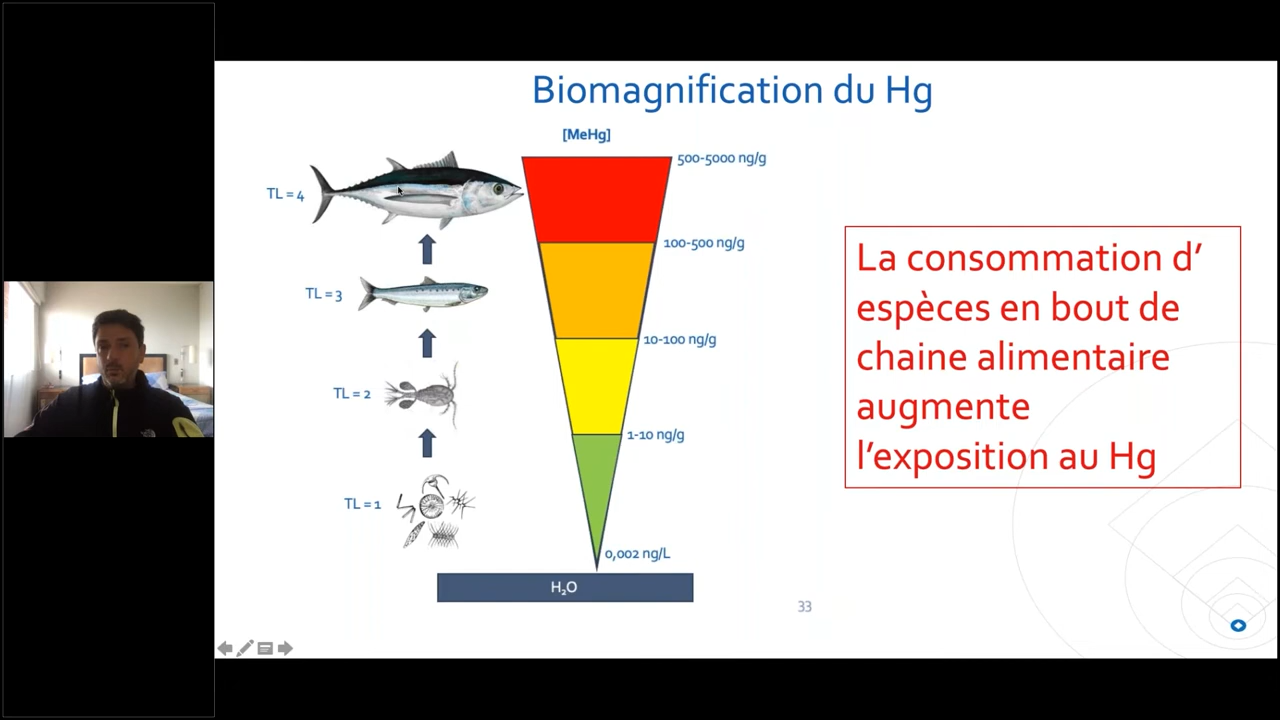 Biomagnification du Hg
[MeHg]
500-5000 ng/g
TL = 4
100-500 ng/g
TL = 3
10-100 ng/g
TL = 2
1-10 ng/g
TL = 1
0,002 ng/L
H₂O
La consommation d’
espèces en bout de
chaine alimentaire
augmente
l’exposition au Hg
33